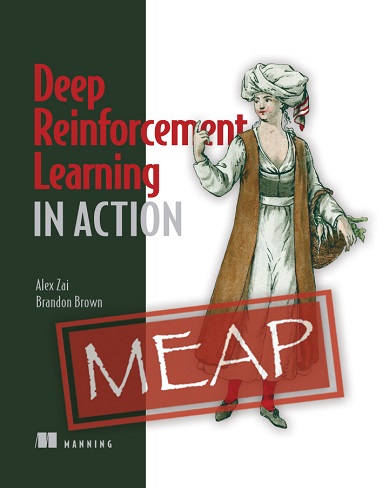 Deep
Reinforcement
Learning
IN ACTION
Alex Zai
Brandon Brown
MEAP
MANNING